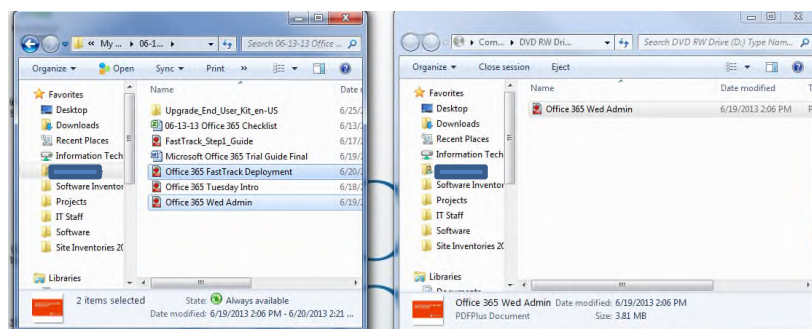 « My ... ▸ 06-1... ▸
Search 06-13-13 Office ...
Organize
Open
Sync
Print
»
Name
Date
Favorites
Desktop
Downloads
Recent Places
Information Tech
Software Inventor
Projects
IT Staff
Software
Site Inventories 20
Libraries
Upgrade_End_User_Kit_en-US
6/25/
06-13-13 Office 365 Checklist
6/13/
FastTrack_Step1_Guide
6/17/
Microsoft Office 365 Trial Guide Final
6/19/
Office 365 FastTrack Deployment
6/20/
Office 365 Tuesday Intro
6/18/
Office 365 Wed Admin
6/19/
2 items selected
State: Always available
Date modified: 6/19/2013 2:06 PM - 6/20/2013 2:21 ...
▸ Com... ▸ DVD RW Dri...
Search DVD RW Drive (D:) Type Nam...
Organize
Close session
Eject
Name
Date modified
T
Favorites
Desktop
Downloads
Recent Places
Information Tech
Software Inventor
Projects
IT Staff
Software
Site Inventories 20
Libraries
Documents
Office 365 Wed Admin
6/19/2013 2:06 PM
P
Office 365 Wed Admin Date modified: 6/19/2013 2:06 PM
PDFPlus Document
Size: 3.81 MB